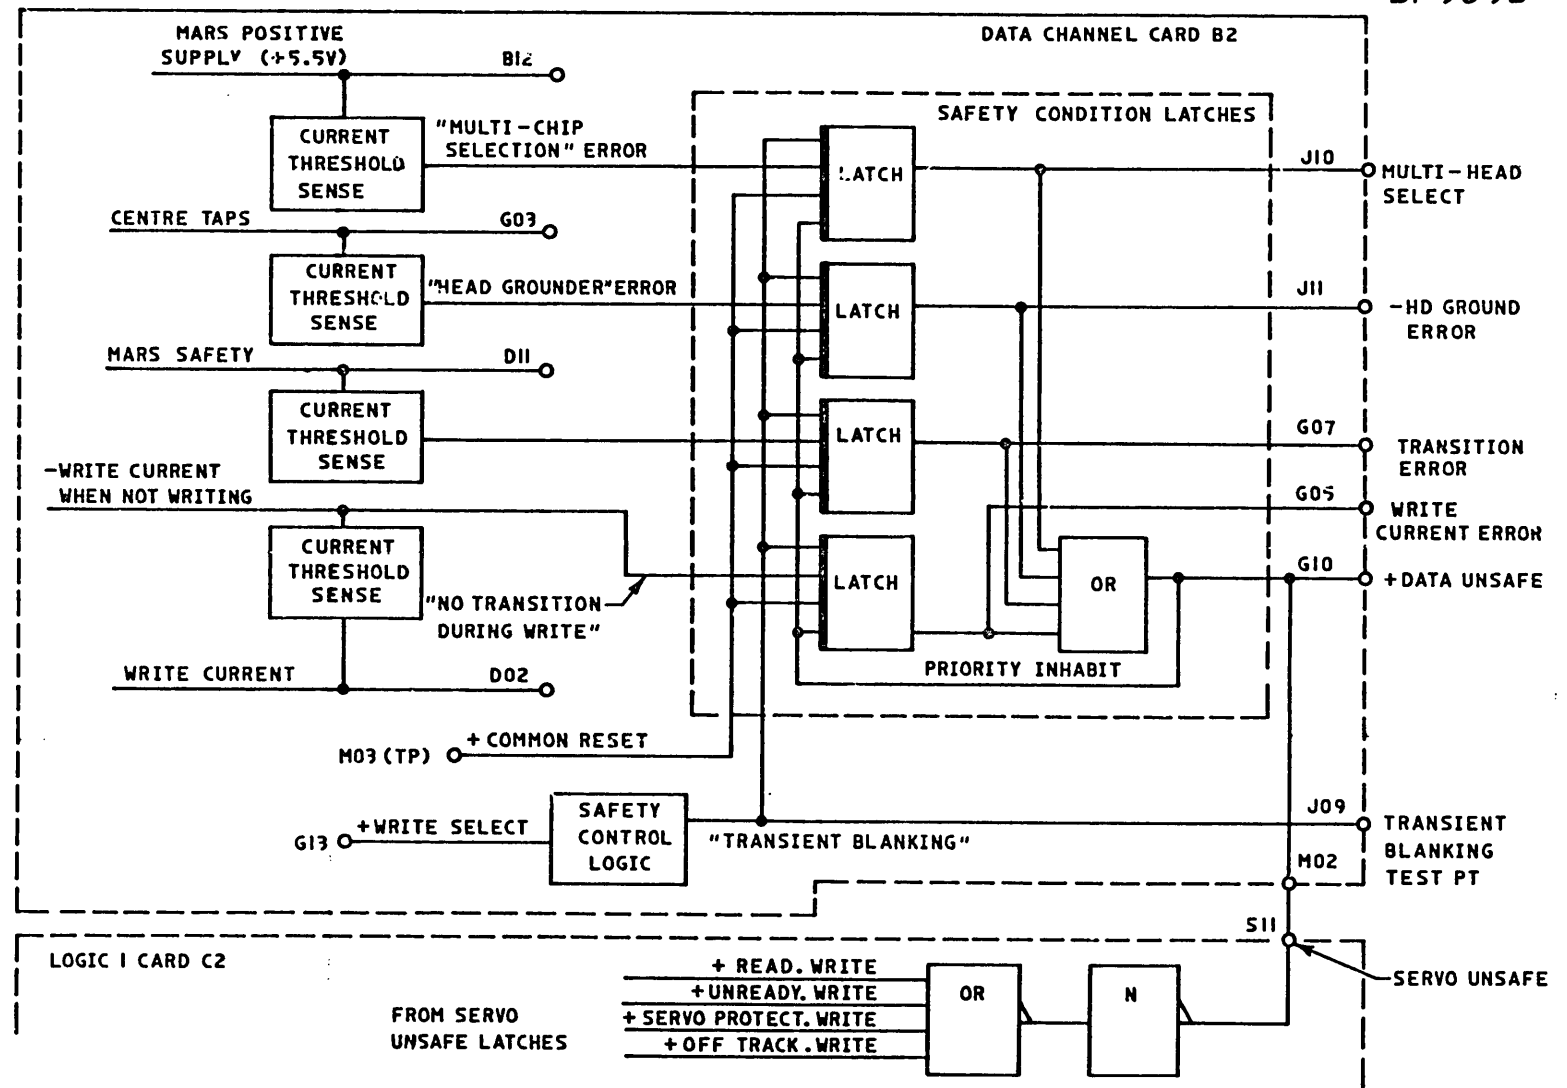 MARS POSITIVE
SUPPLY (+5.5V)
B12
DATA CHANNEL CARD B2
SAFETY CONDITION LATCHES
CURRENT
THRESHOLD
SENSE
"MULTI-CHIP
SELECTION" ERROR
LATCH
J10
MULTI-HEAD
SELECT
CENTRE TAPS
G03
CURRENT
THRESHOLD
SENSE
"HEAD GROUNDER" ERROR
LATCH
J11
-HD GROUND
ERROR
MARS SAFETY
D11
CURRENT
THRESHOLD
SENSE
LATCH
G07
TRANSITION
ERROR
-WRITE CURRENT
WHEN NOT WRITING
G05
WRITE
CURRENT ERROR
CURRENT
THRESHOLD
SENSE
"NO TRANSITION
DURING WRITE"
LATCH
OR
G10
+DATA UNSAFE
PRIORITY INHABIT
WRITE CURRENT
D02
M03 (TP)
+ COMMON RESET
G13
+WRITE SELECT
SAFETY
CONTROL
LOGIC
"TRANSIENT BLANKING"
J09
TRANSIENT
BLANKING
TEST PT
M02
S11
SERVO UNSAFE
LOGIC I CARD C2
FROM SERVO
UNSAFE LATCHES
+ READ. WRITE
+UNREADY. WRITE
+ SERVO PROTECT. WRITE
+OFF TRACK. WRITE
OR
N